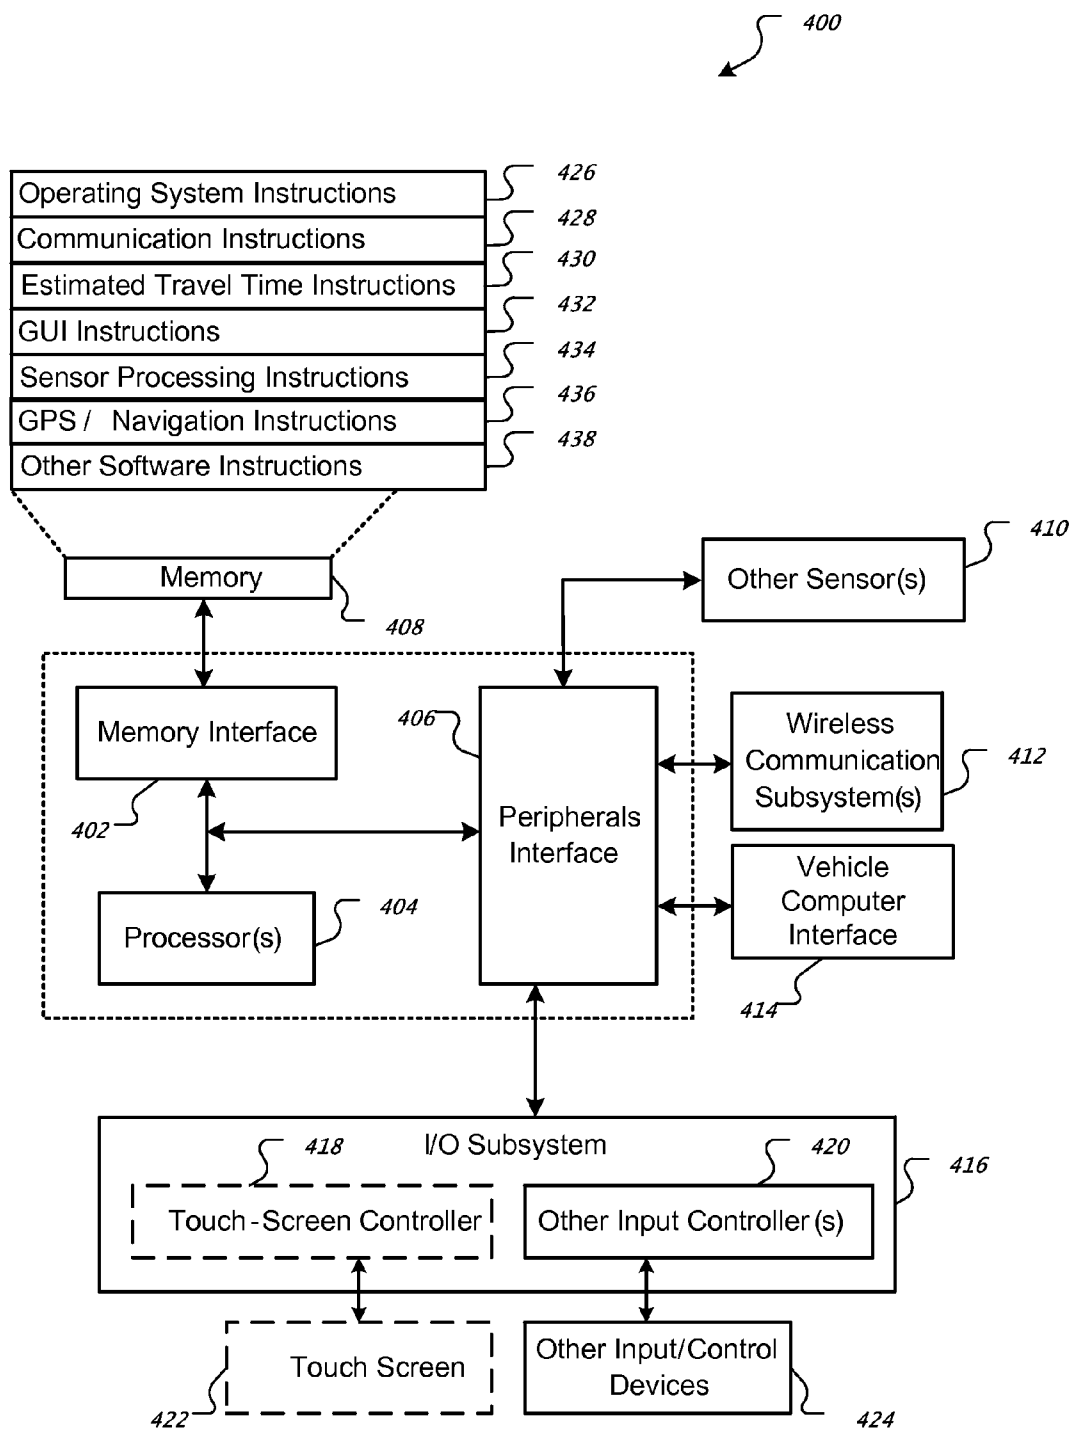 400
Operating System Instructions
426
Communication Instructions
428
Estimated Travel Time Instructions
430
GUI Instructions
432
Sensor Processing Instructions
434
GPS / Navigation Instructions
436
Other Software Instructions
438
Memory
408
Other Sensor(s)
410
Memory Interface
402
406
Peripherals
Interface
Wireless
Communication
Subsystem(s)
412
Processor(s)
404
Vehicle
Computer
Interface
414
I/O Subsystem
416
418
Touch-Screen Controller
420
Other Input Controller(s)
Touch Screen
422
Other Input/Control
Devices
424